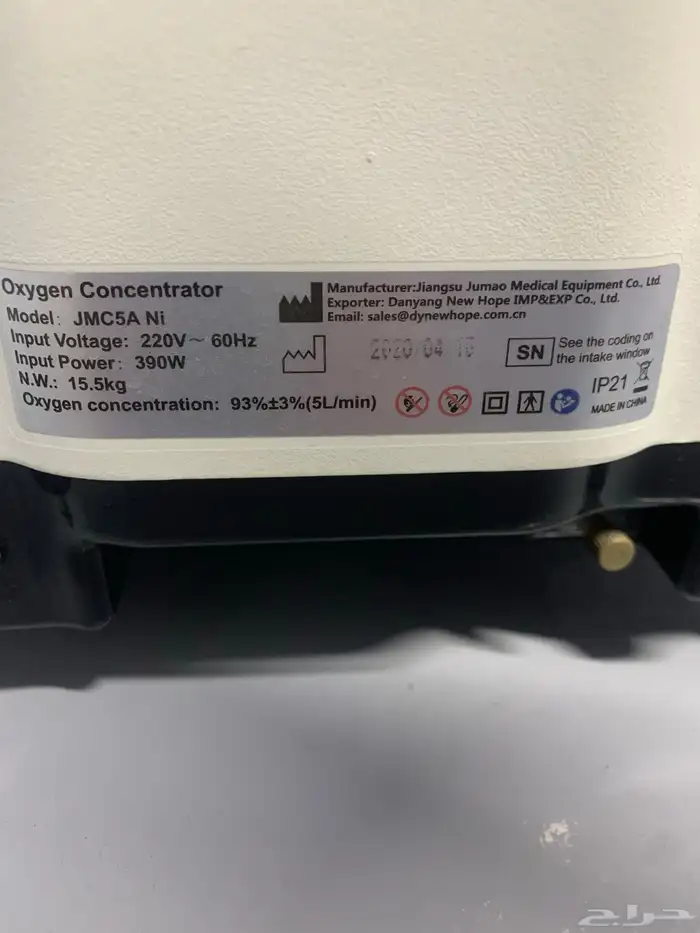 Oxygen Concentrator
Model: JMC5A Ni
Input Voltage: 220V~ 60Hz
Input Power: 390W
N.W.: 15.5kg
Oxygen concentration: 93%±3%(5L/min)
Manufacturer:Jiangsu Jumao Medical Equipment Co., Ltd.
Exporter: Danyang New Hope IMP&EXP Co., Ltd.
Email: sales@dynewhope.com.cn
2020/04
SN
See the coding on
the intake window
IP21
MADE IN CHINA
حراج